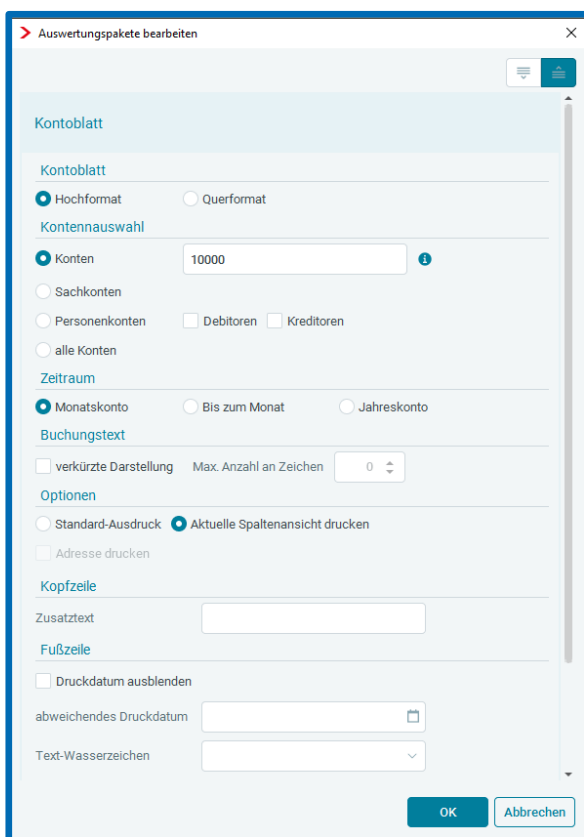 Auswertungspakete bearbeiten
Kontoblatt
Kontoblatt
Hochformat Querformat
Kontennauswahl
Konten 10000
Sachkonten
Personenkonten Debitoren Kreditoren
alle Konten
Zeitraum
Monatskonto Bis zum Monat Jahreskonto
Buchungstext
verkürzte Darstellung Max. Anzahl an Zeichen 0
Optionen
Standard-Ausdruck Aktuelle Spaltenansicht drucken
Adresse drucken
Kopfzeile
Zusatztext
Fußzeile
Druckdatum ausblenden
abweichendes Druckdatum
Text-Wasserzeichen
OK Abbrechen